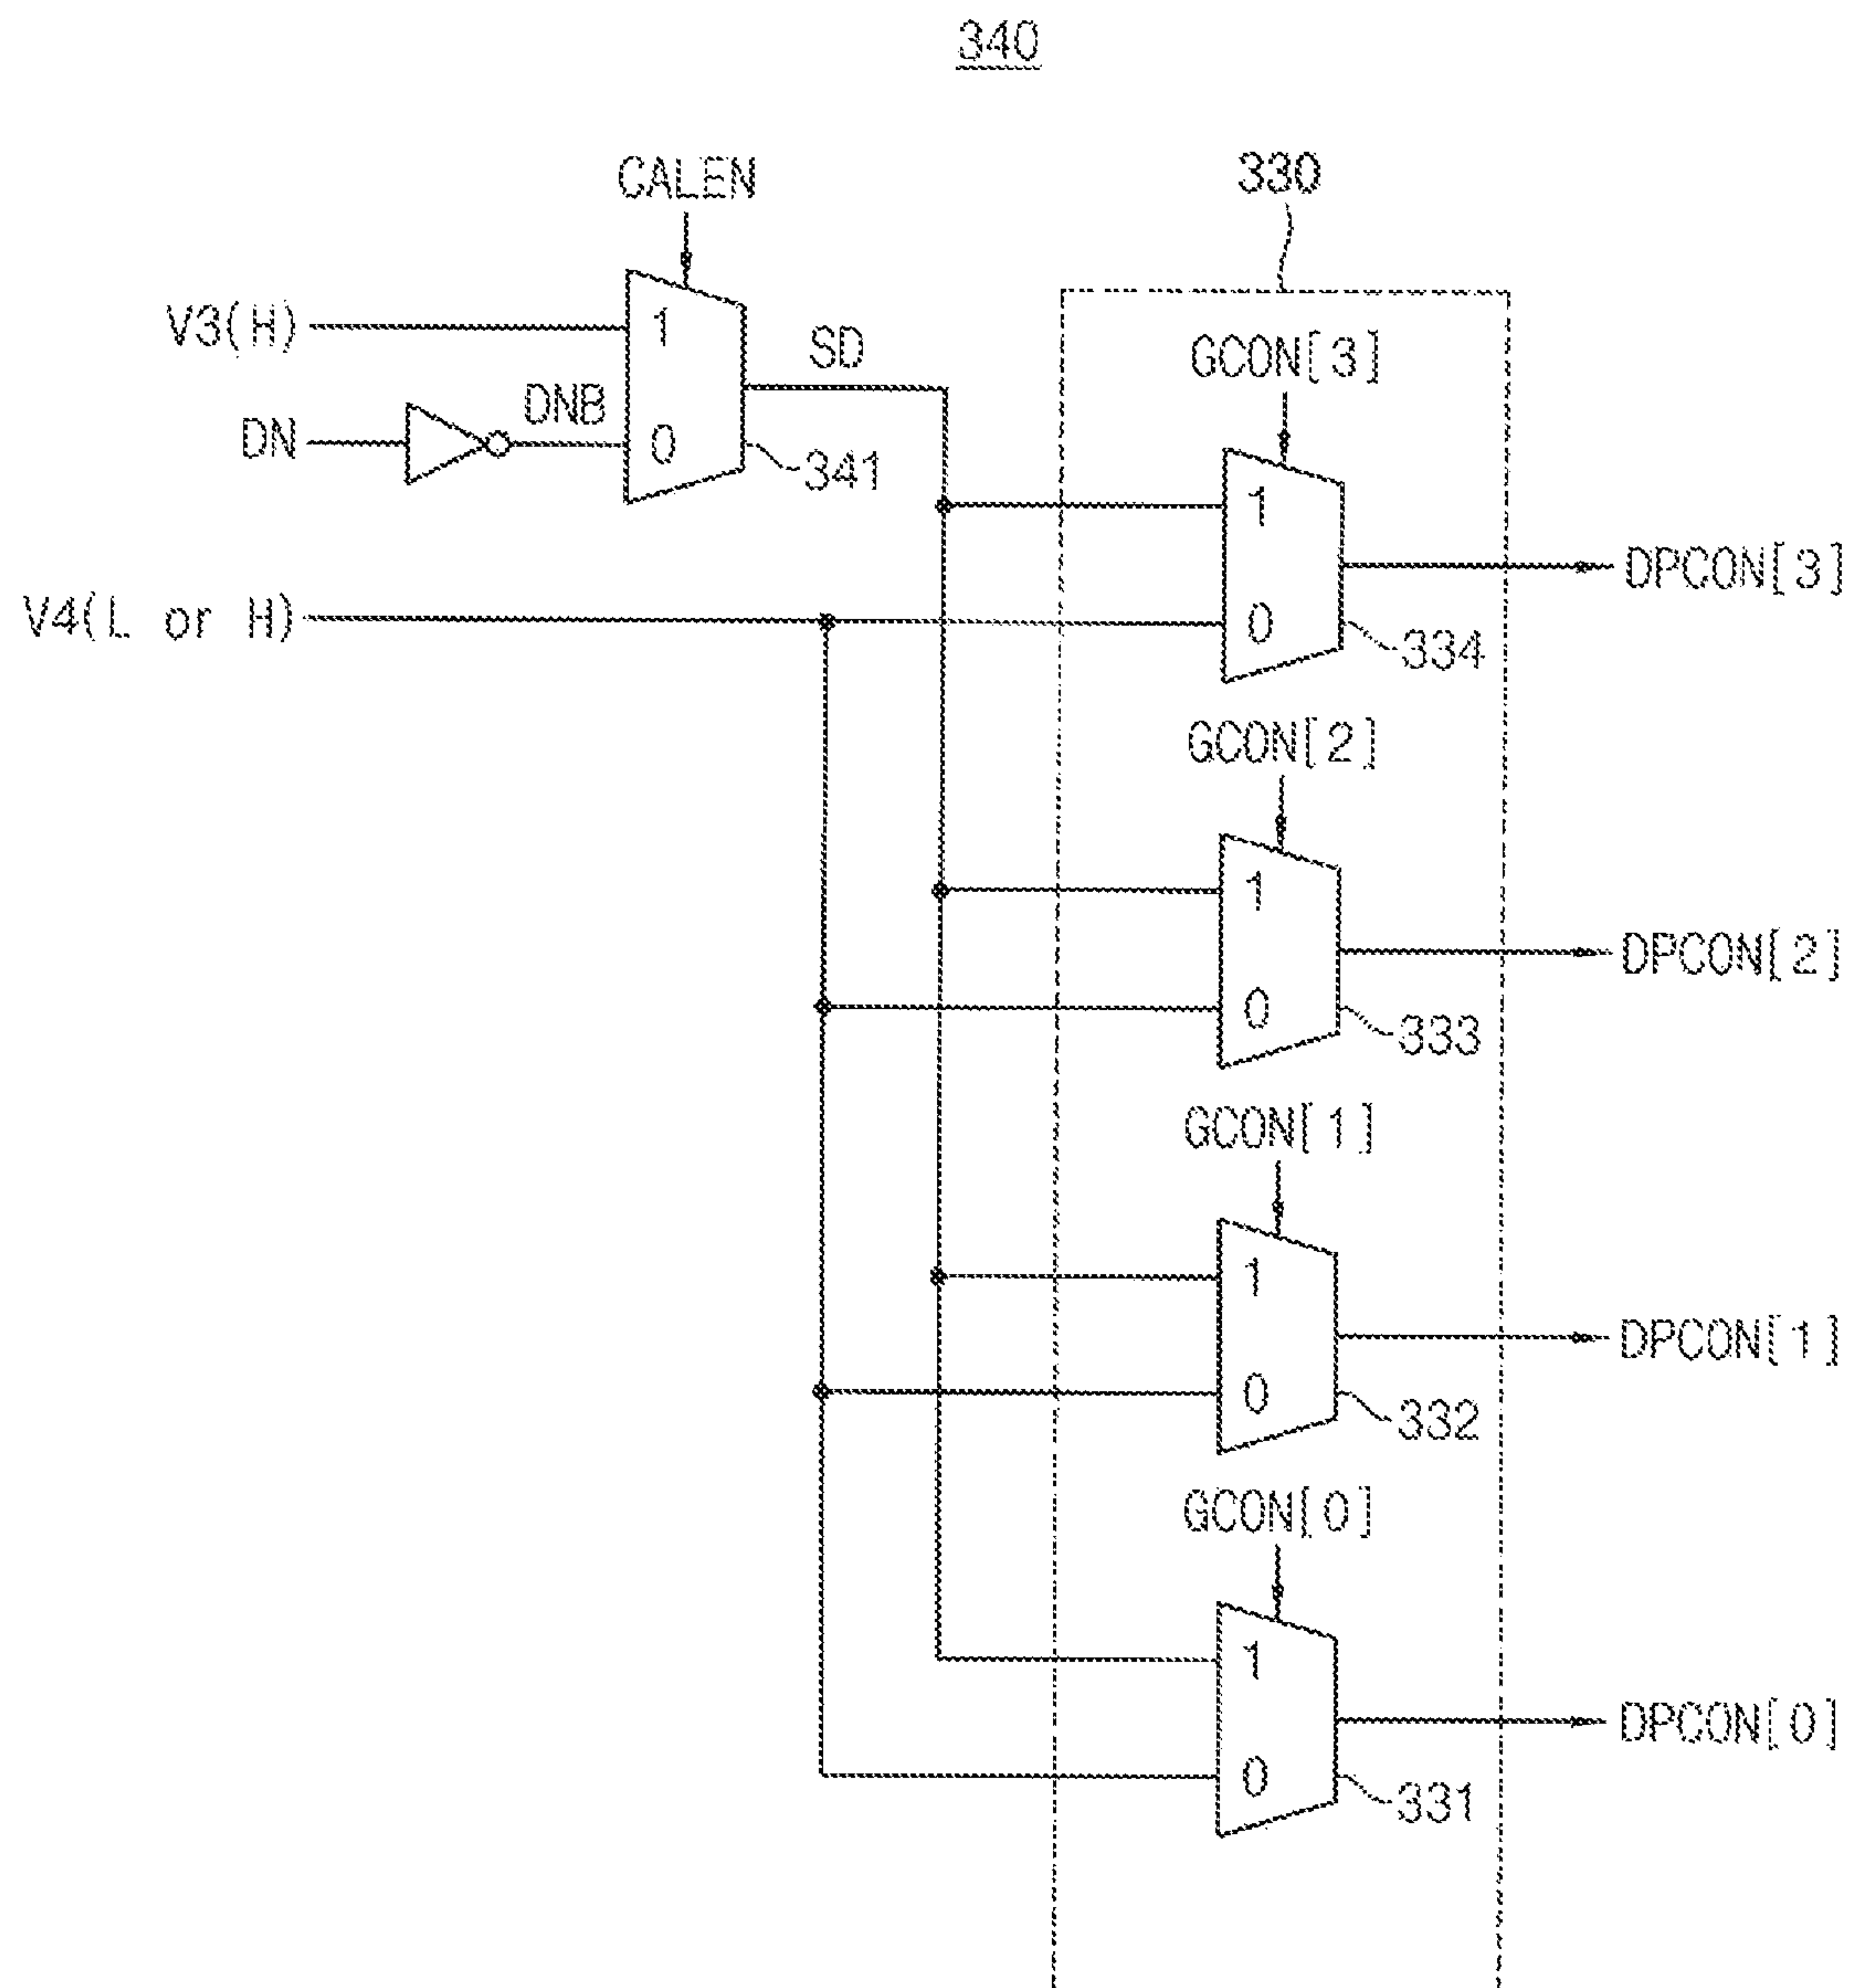 340
CALEN
330
V3(H)
1
SD
GCON[3]
DN
DNB
0
341
1
DPCON[3]
V4(L or H)
0
334
GCON[2]
1
DPCON[2]
0
333
GCON[1]
1
DPCON[1]
0
332
GCON[0]
1
DPCON[0]
0
331